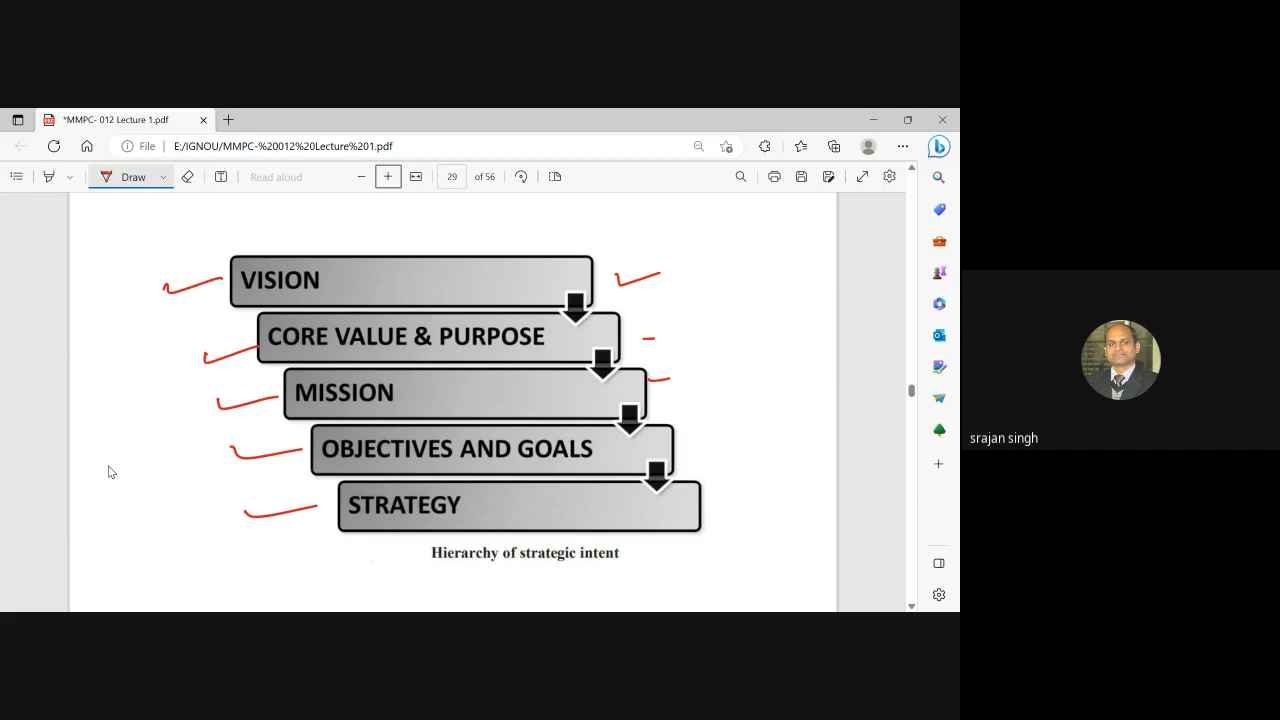 *MMPC- 012 Lecture 1.pdf
File E:/IGNOU/MMPC-%20012%20Lecture%201.pdf
Draw Read aloud 29 of 56
VISION
CORE VALUE & PURPOSE
MISSION
OBJECTIVES AND GOALS
STRATEGY
Hierarchy of strategic intent
srajan singh